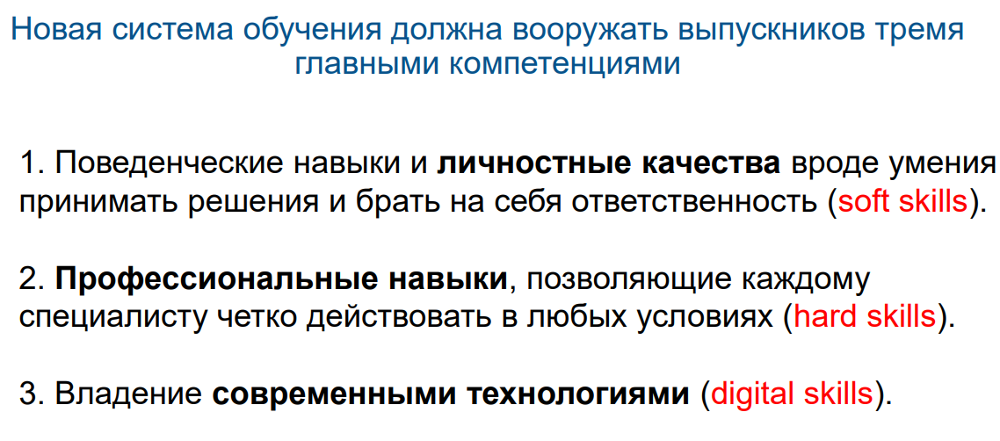 Новая система обучения должна вооружать выпускников тремя
главными компетенциями
1. Поведенческие навыки и личностные качества вроде умения
принимать решения и брать на себя ответственность (soft skills).
2. Профессиональные навыки, позволяющие каждому
специалисту четко действовать в любых условиях (hard skills).
3. Владение современными технологиями (digital skills).